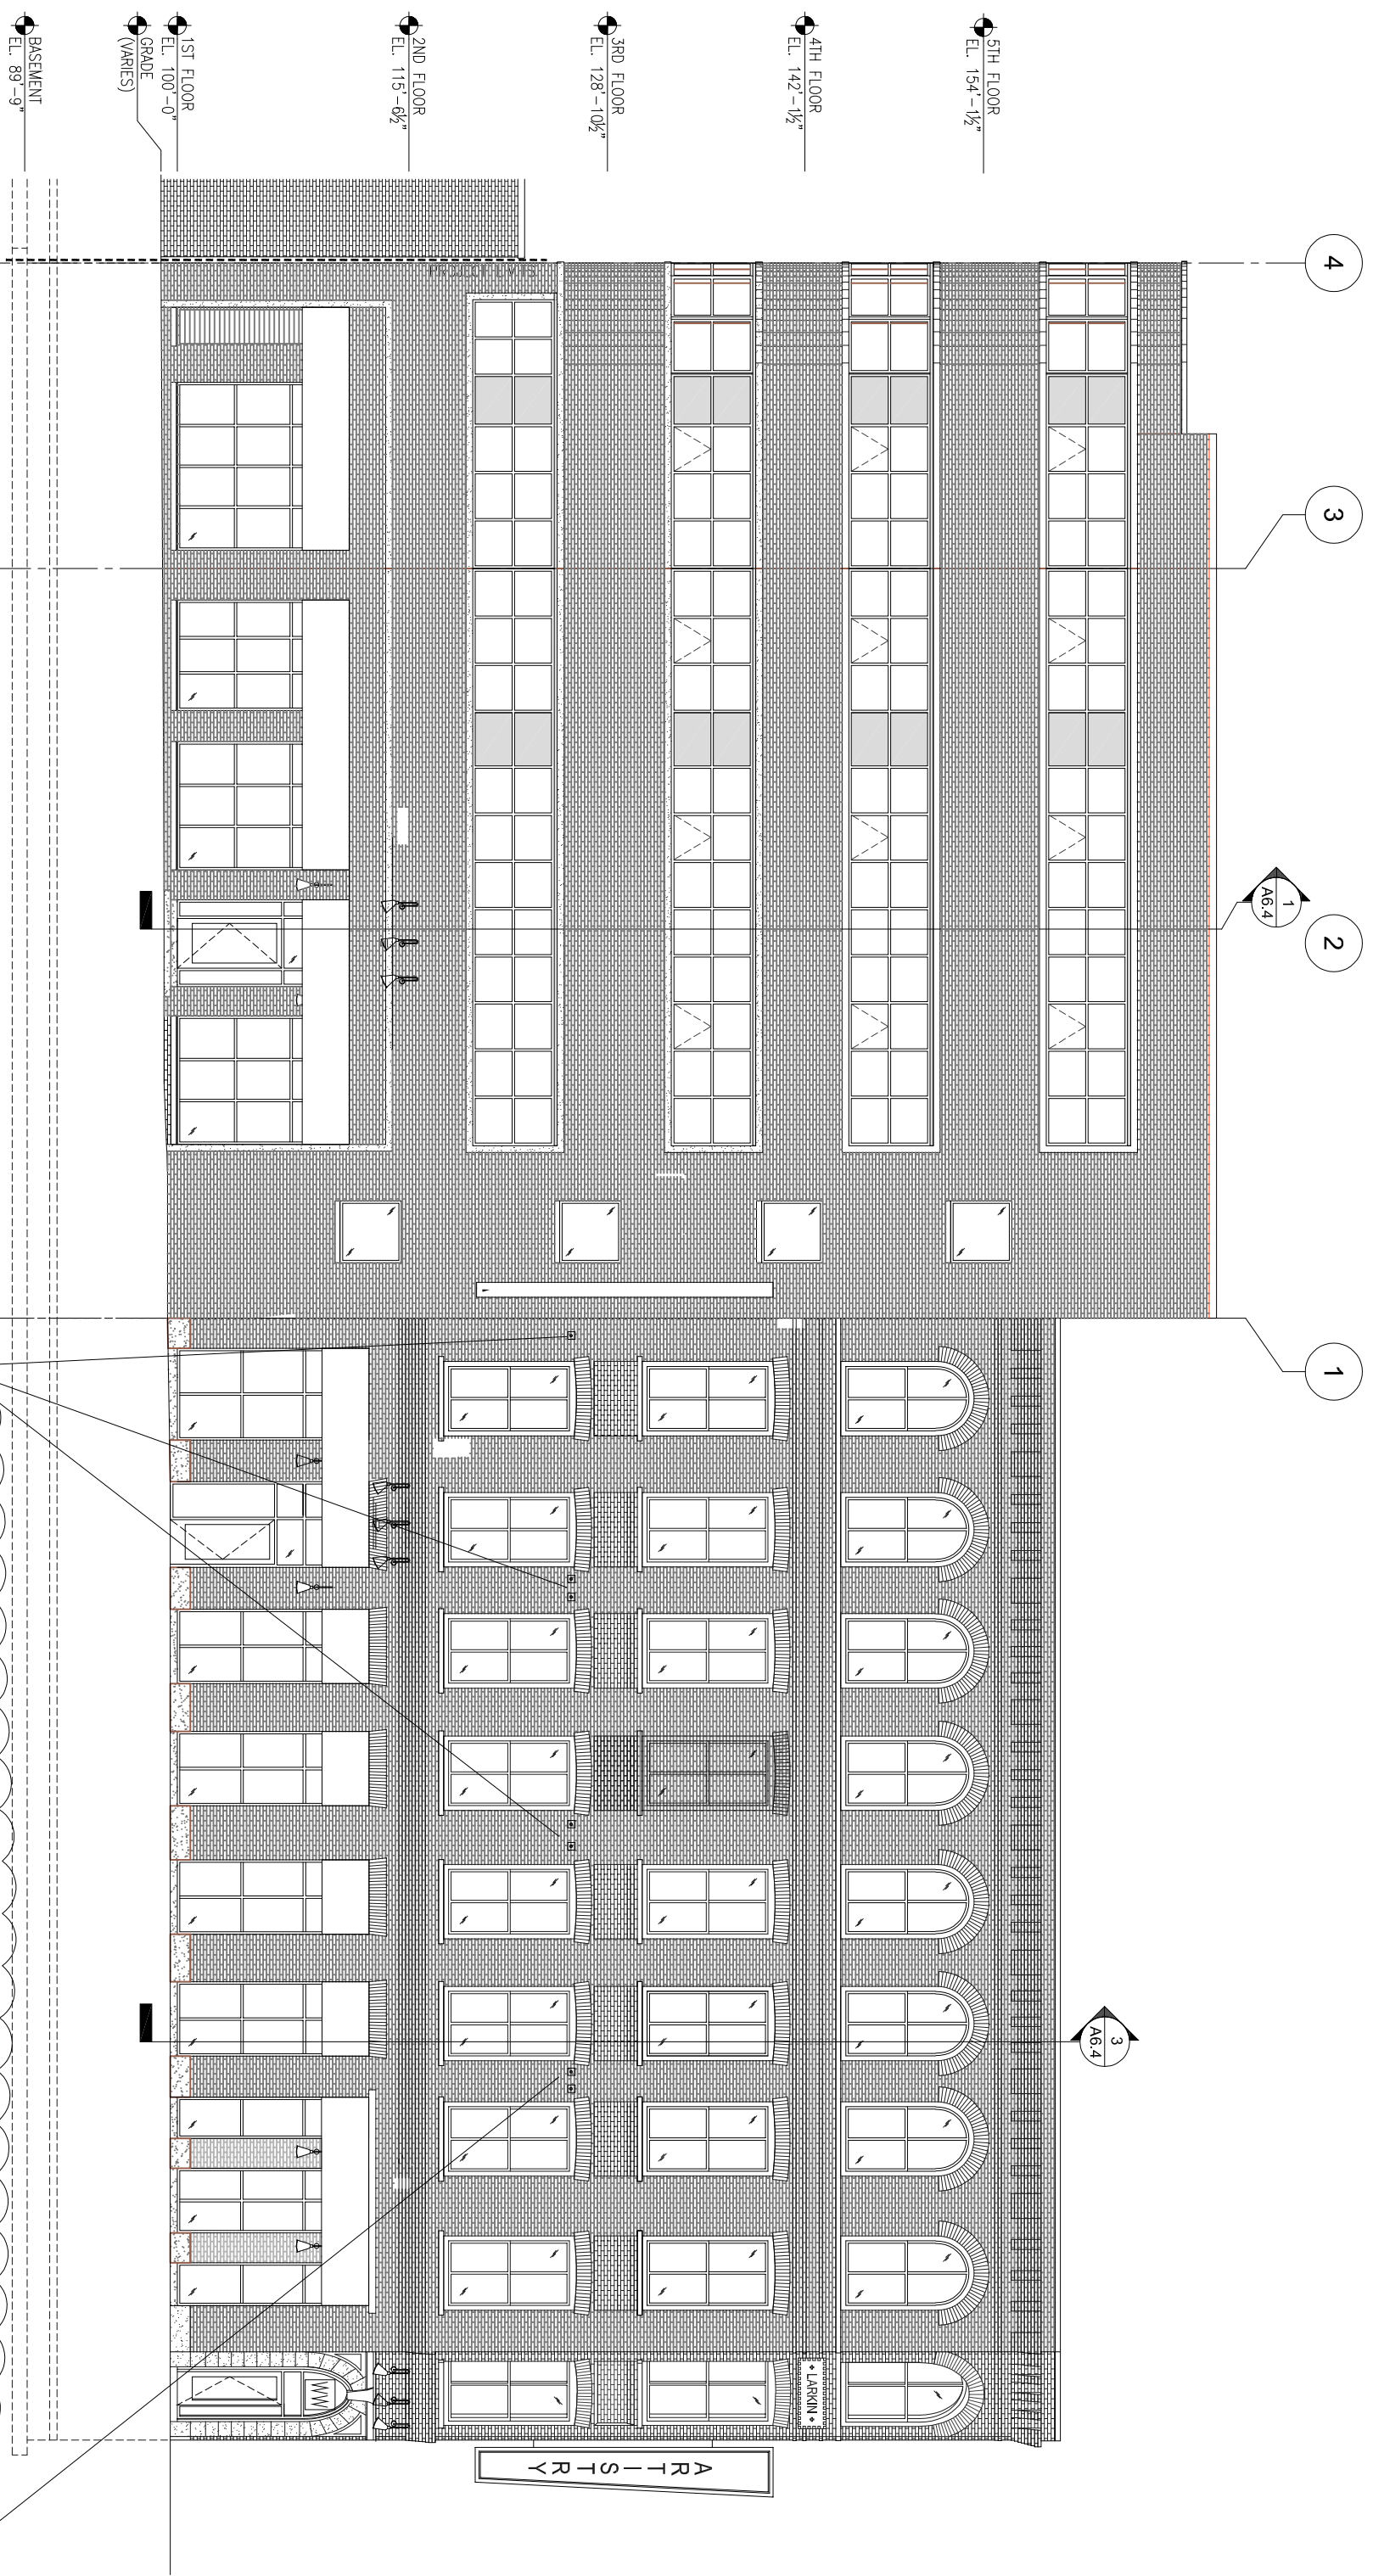 4
3
2
1
1
A6.4
3
A6.4
5TH FLOOR
EL. 154'-1½"
4TH FLOOR
EL. 142'-1½"
3RD FLOOR
EL. 128'-10½"
2ND FLOOR
EL. 115'-6½"
1ST FLOOR
EL. 100'-0"
GRADE
(VARIES)
BASEMENT
EL. 89'-9"
PROJECT LIMITS
LARKIN
ARTISTRY